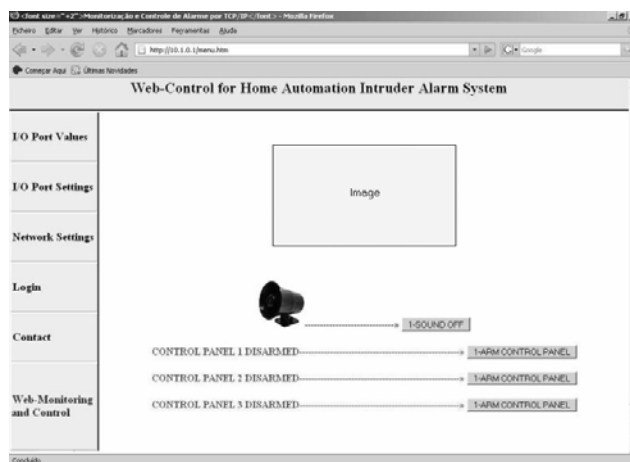 <font size="+2">Monitorização e Controle de Alarmse por TCP/IP</font> - Mozilla Firefox
Ficheiro Editar Ver Histórico Marcadores Ferramentas Ajuda
http://10.1.0.1/menu.htm
Google
Começar Aqui Últimas Novidades
Web-Control for Home Automation Intruder Alarm System
I/O Port Values
I/O Port Settings
Network Settings
Login
Contact
Web-Monitoring
and Control
Image
1-SOUND OFF
CONTROL PANEL 1 DISARMED 1-ARM CONTROL PANEL
CONTROL PANEL 2 DISARMED 1-ARM CONTROL PANEL
CONTROL PANEL 3 DISARMED 1-ARM CONTROL PANEL
Concluído